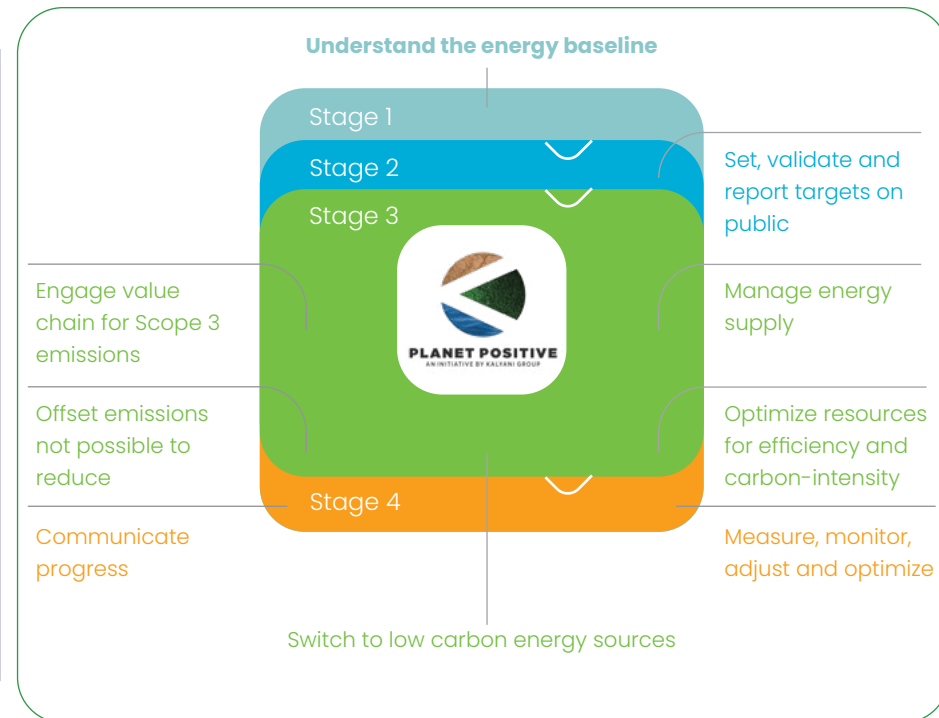 Understand the energy baseline
Stage 1
Stage 2
Set, validate and
report targets on
public
Stage 3
Engage value
chain for Scope 3
emissions
Manage energy
supply
PLANET POSITIVE
AN INITIATIVE BY KALYANI GROUP
Offset emissions
not possible to
reduce
Optimize resources
for efficiency and
carbon-intensity
Stage 4
Communicate
progress
Measure, monitor,
adjust and optimize
Switch to low carbon energy sources